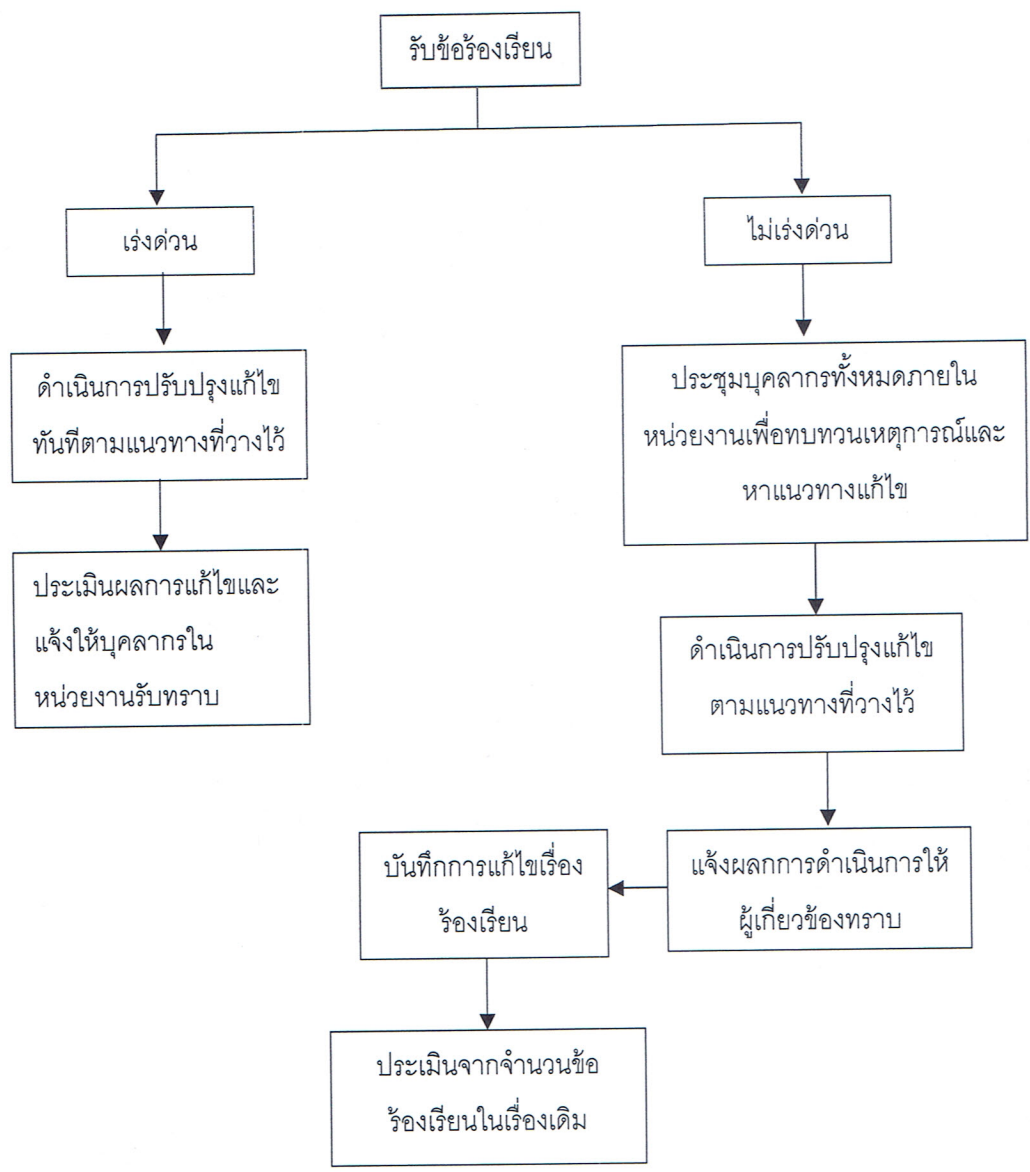 รับข้อร้องเรียน
เร่งด่วน
ไม่เร่งด่วน
ดำเนินการปรับปรุงแก้ไข
ทันทีตามแนวทางที่วางไว้
ประชุมบุคลากรทั้งหมดภายใน
หน่วยงานเพื่อทบทวนเหตุการณ์และ
หาแนวทางแก้ไข
ประเมินผลการแก้ไขและ
แจ้งให้บุคลากรใน
หน่วยงานรับทราบ
ดำเนินการปรับปรุงแก้ไข
ตามแนวทางที่วางไว้
แจ้งผลกการดำเนินการให้
ผู้เกี่ยวข้องทราบ
บันทึกการแก้ไขเรื่อง
ร้องเรียน
ประเมินจากจำนวนข้อ
ร้องเรียนในเรื่องเดิม